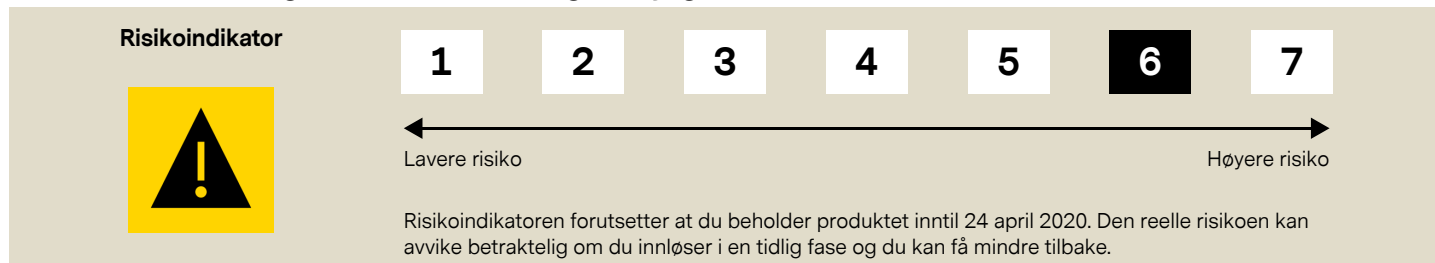 Risikoindikator
1 2 3 4 5 6 7
Lavere risiko Høyere risiko
Risikoindikatoren forutsetter at du beholder produktet inntil 24 april 2020. Den reelle risikoen kan
avvike betraktelig om du innløser i en tidlig fase og du kan få mindre tilbake.